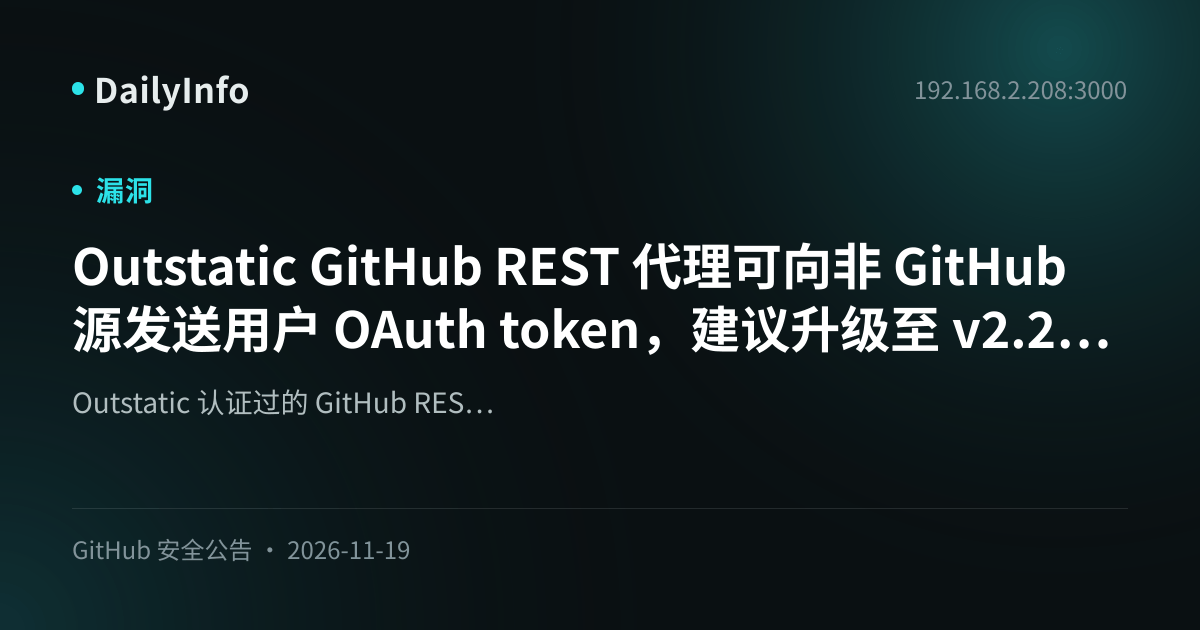 DailyInfo
192.168.2.208:3000
漏洞
Outstatic GitHub REST 代理可向非 GitHub
源发送用户 OAuth token，建议升级至 v2.2…
Outstatic 认证过的 GitHub RES…
GitHub 安全公告 · 2026-11-19